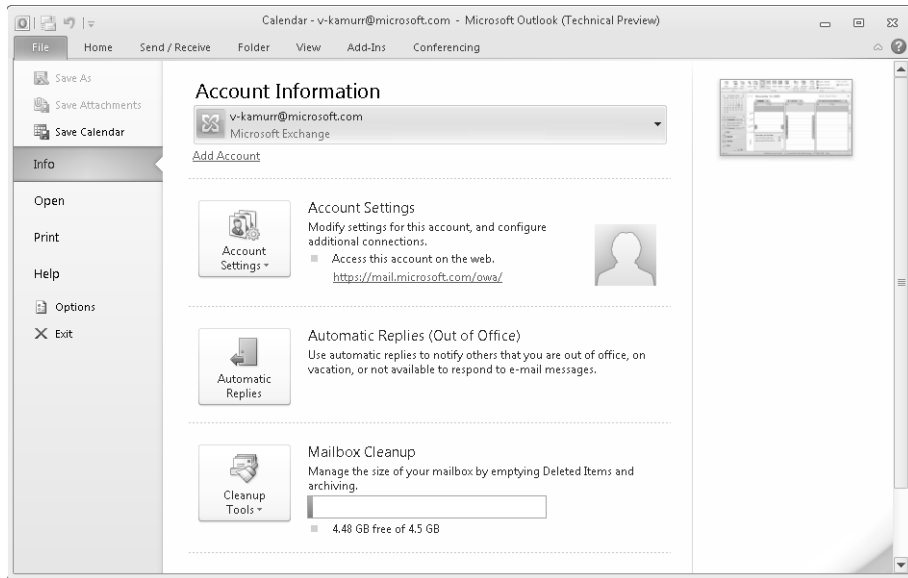 Calendar - v-kamurr@microsoft.com - Microsoft Outlook (Technical Preview)
File Home Send / Receive Folder View Add-Ins Conferencing
Save As
Save Attachments
Save Calendar
Info
Open
Print
Help
Options
Exit
Account Information
v-kamurr@microsoft.com
Microsoft Exchange
Add Account
Account
Settings
Account Settings
Modify settings for this account, and configure
additional connections.
Access this account on the web.
https://mail.microsoft.com/owa/
Automatic
Replies
Automatic Replies (Out of Office)
Use automatic replies to notify others that you are out of office, on
vacation, or not available to respond to e-mail messages.
Cleanup
Tools
Mailbox Cleanup
Manage the size of your mailbox by emptying Deleted Items and
archiving.
4.48 GB free of 4.5 GB